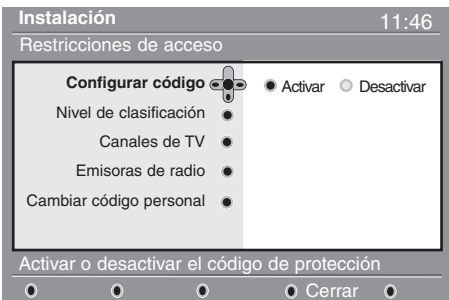 Instalación 11:46
Restricciones de acceso
Configurar código Activar Desactivar
Nivel de clasificación
Canales de TV
Emisoras de radio
Cambiar código personal
Activar o desactivar el código de protección
Cerrar